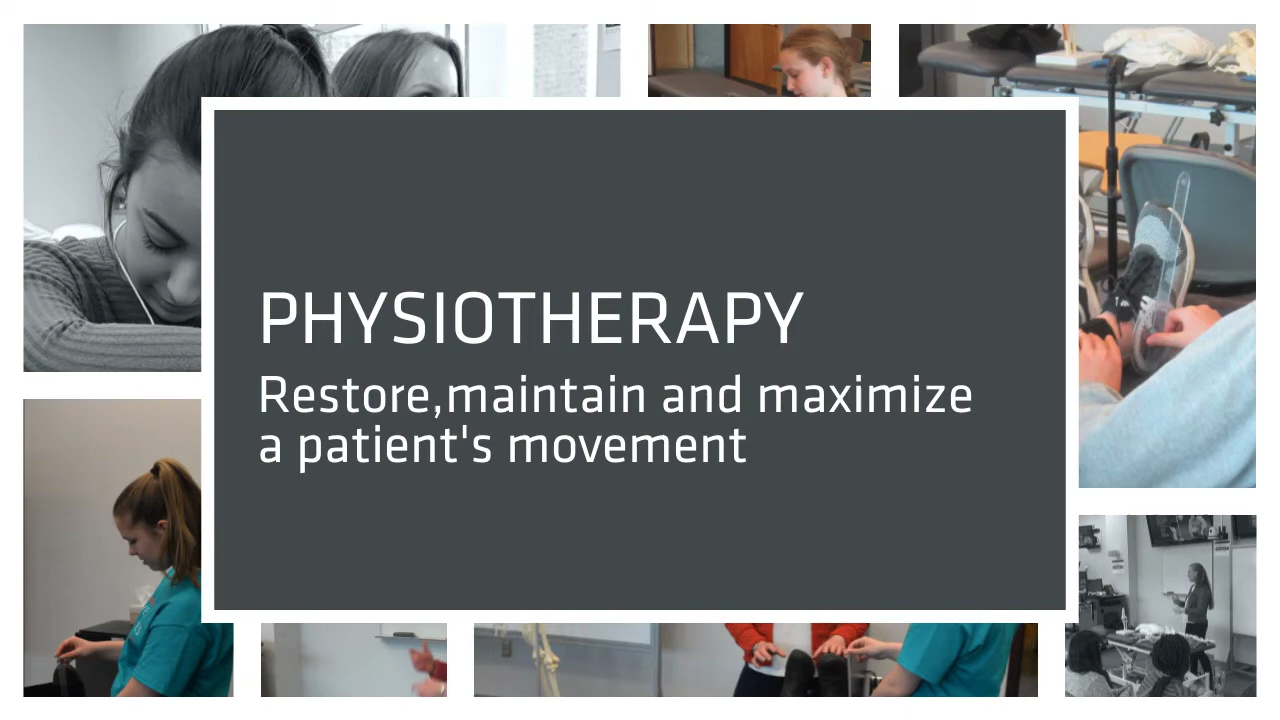 PHYSIOTHERAPY
Restore,maintain and maximize
a patient's movement